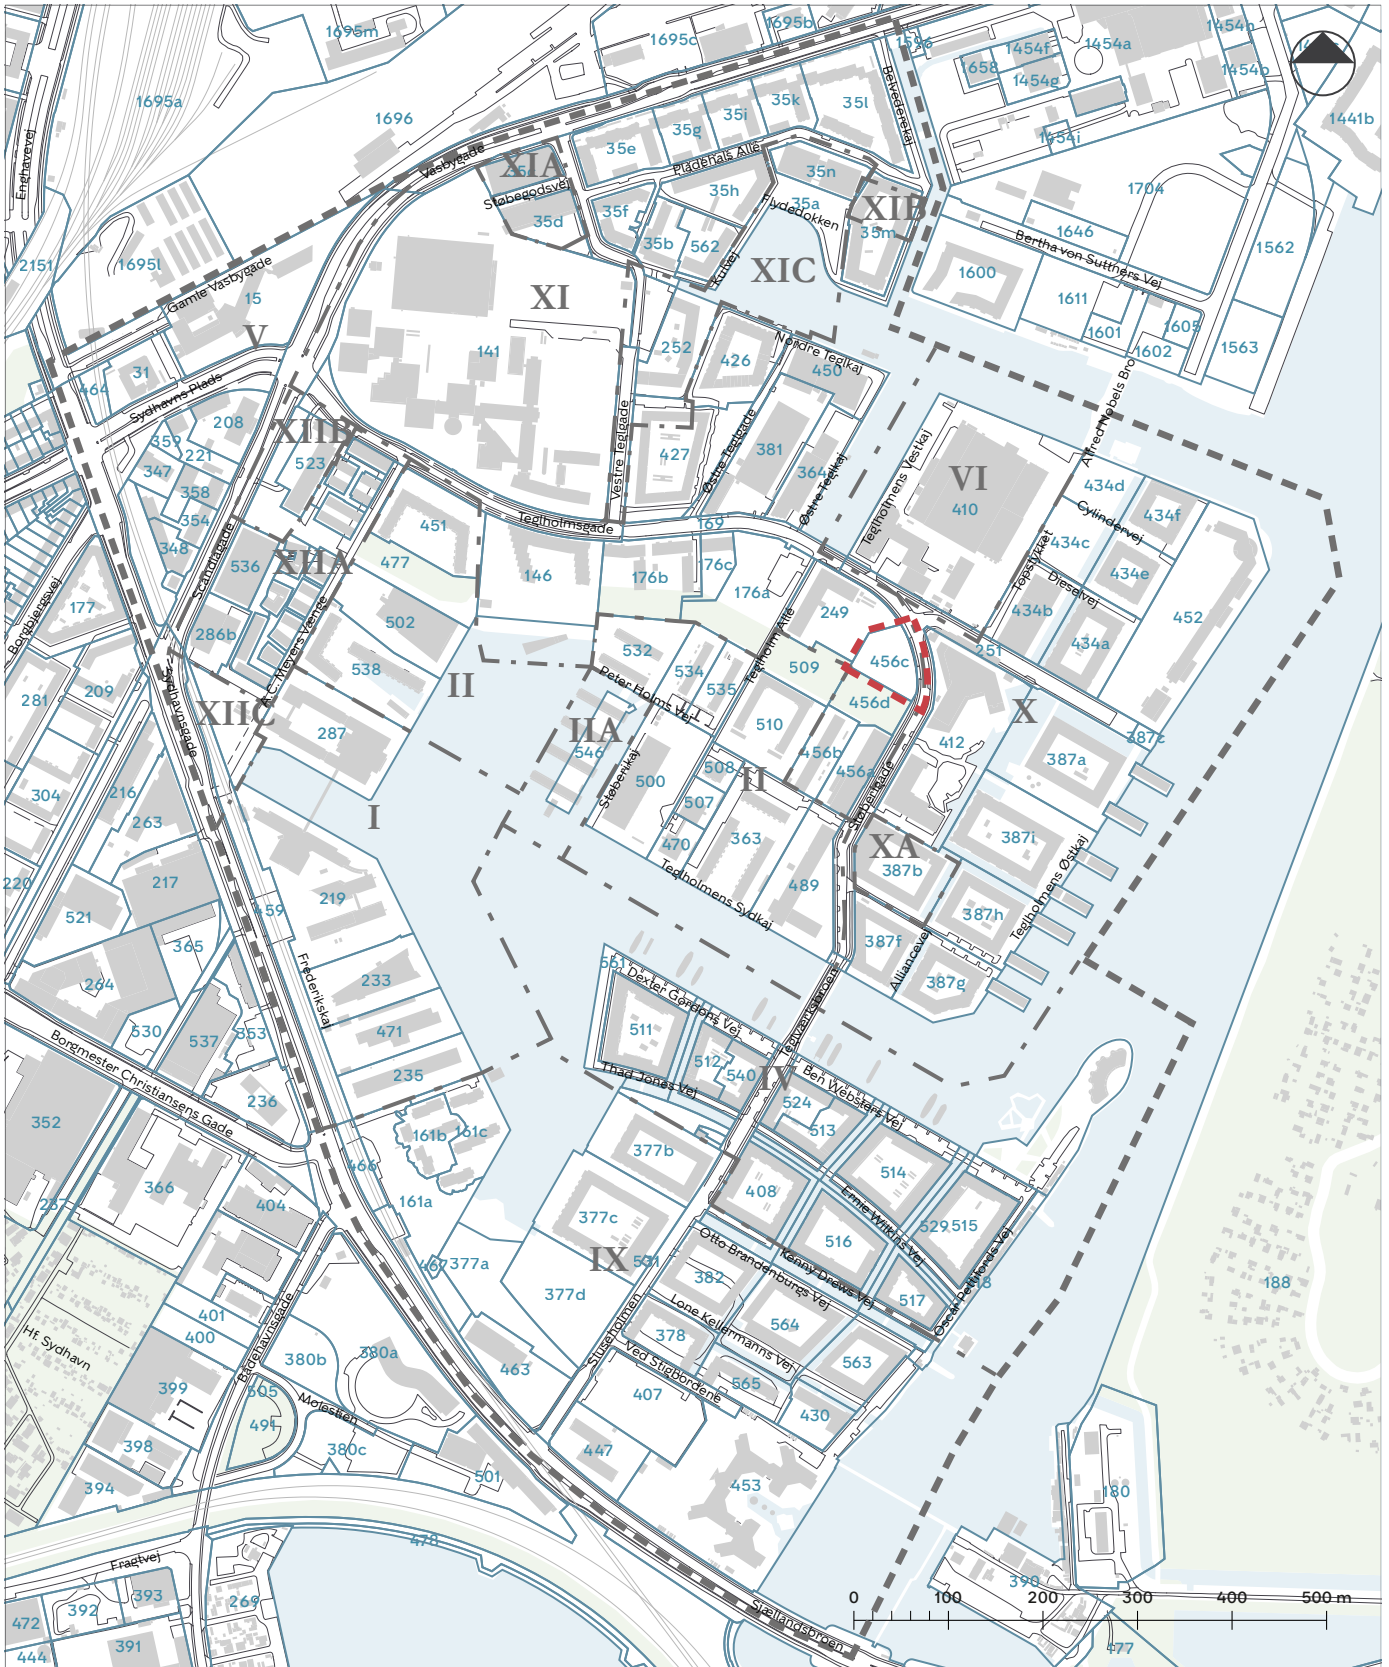 1695m
1695b
1695c
1596
1454h
1454a
1454f
1658
1454g
1454b
1695a
35k
35l
35i
Belvederekaj
1696
35g
1441b
35e
1454i
Enghavevej
Vasbygade
Plądehals Allé
XIA
35n
35h
1704
Støbegodsvej
35d
35f
35a
Flydedokken
XIB
35m
1646
Bertha von Suttners Vej
1562
35b
562
2151
1695l
Gamle Vasbygade
Kulvej
XIC
1600
15
XI
1611
1601
1605
1602
1563
V
252
426
Nordre Teglkaj
141
450
31
464
Sydhavns Plads
Alfred Nobels Bro
208
359
221
XIIB
523
Vestre Teglgade
427
Østre Teglgade
381
364
Østre Teglkaj
Teglholmens Vestkaj
VI
410
434d
347
358
354
451
Teglholmsgade
169
Cylindervej
434f
434c
348
Scandiagade
536
XIIA
477
146
176b
176c
176a
Topstykket
Dieselvej
434e
434b
452
Borgbjergsvej
177
286b
A.C. Meyers Vænge
502
249
Teglholm Allé
434a
532
534
535
509
456c
251
538
281
209
Sydhavnsgade
II
Peter Holms Vej
456d
XIIC
287
IIA
546
510
X
412
387c
456b
456a
387a
304
216
263
Støberikaj
500
508
II
507
Støberigade
I
XA
387i
470
363
387b
Teglholmens Østkaj
220
217
459
219
Teglholmens Sydkaj
489
387h
521
365
387f
Alliancevej
264
233
561
387g
Frederikskaj
Dexter Gordons Vej
Teglværksbroen
530
537
353
471
511
512
540
Borgmester Christiansens Gade
235
Thad Jones Vej
IV
Ben Websters Vej
524
236
513
352
161b
161c
377b
514
366
466
408
Ernie Wilkins Vej
404
161a
377c
529
515
516
Otto Brandenburgs Vej
IX
531
467
377a
Kenny Drews Vej
382
517
Oscar Pettifords Vej
188
377d
Lone Kellermanns Vej
564
401
400
Hf. Sydhavn
Bådehavnsgade
378
Sluseholmen
380b
380a
463
563
Ved Stigbordene
399
505
565
407
Molestien
491
430
398
380c
447
501
453
394
180
478
Fragtvej
390
393
392
269
0 100 200 300 400 500 m
472
391
444
Sjællandsbroen
477